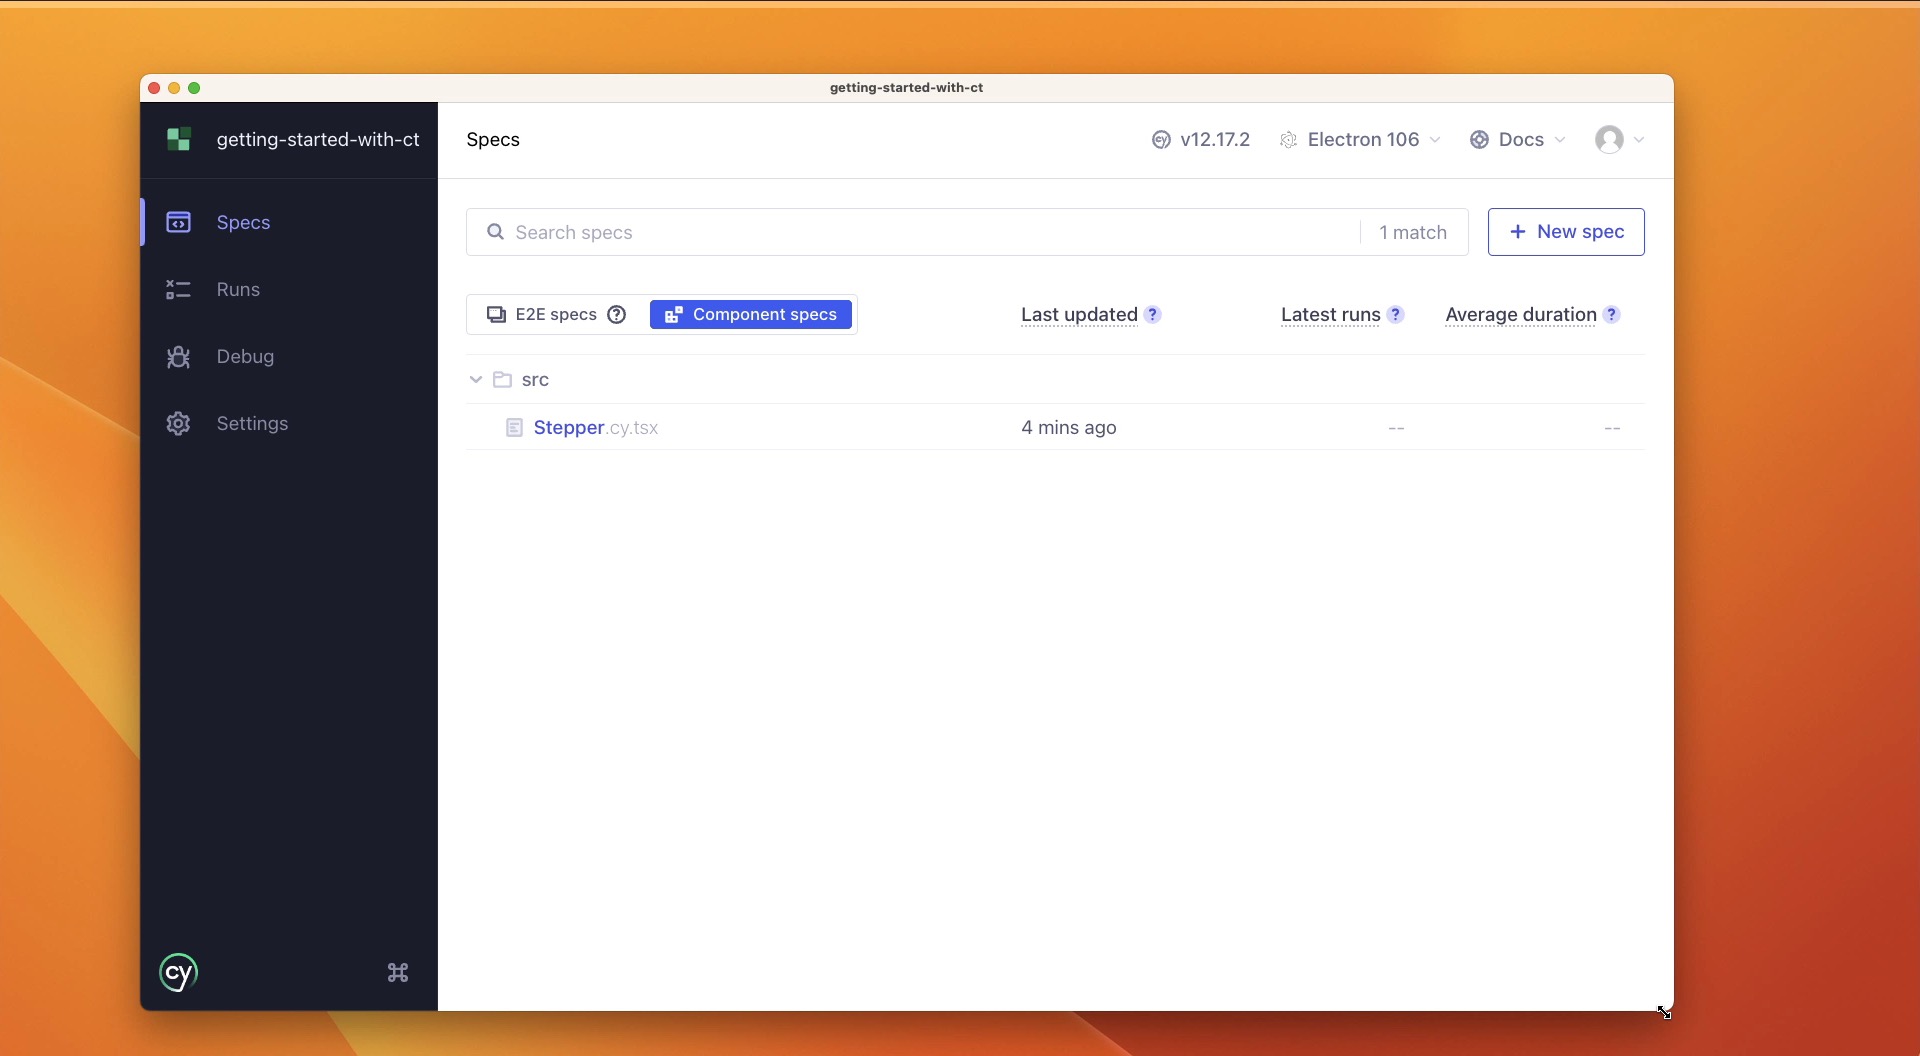 getting-started-with-ct
getting-started-with-ct
Specs
v12.17.2
Electron 106
Docs
Specs
Runs
Debug
Settings
Search specs
1 match
+ New spec
E2E specs ?
Component specs
Last updated ?
Latest runs ?
Average duration ?
src
Stepper.cy.tsx
4 mins ago
--
--
cy
⌘